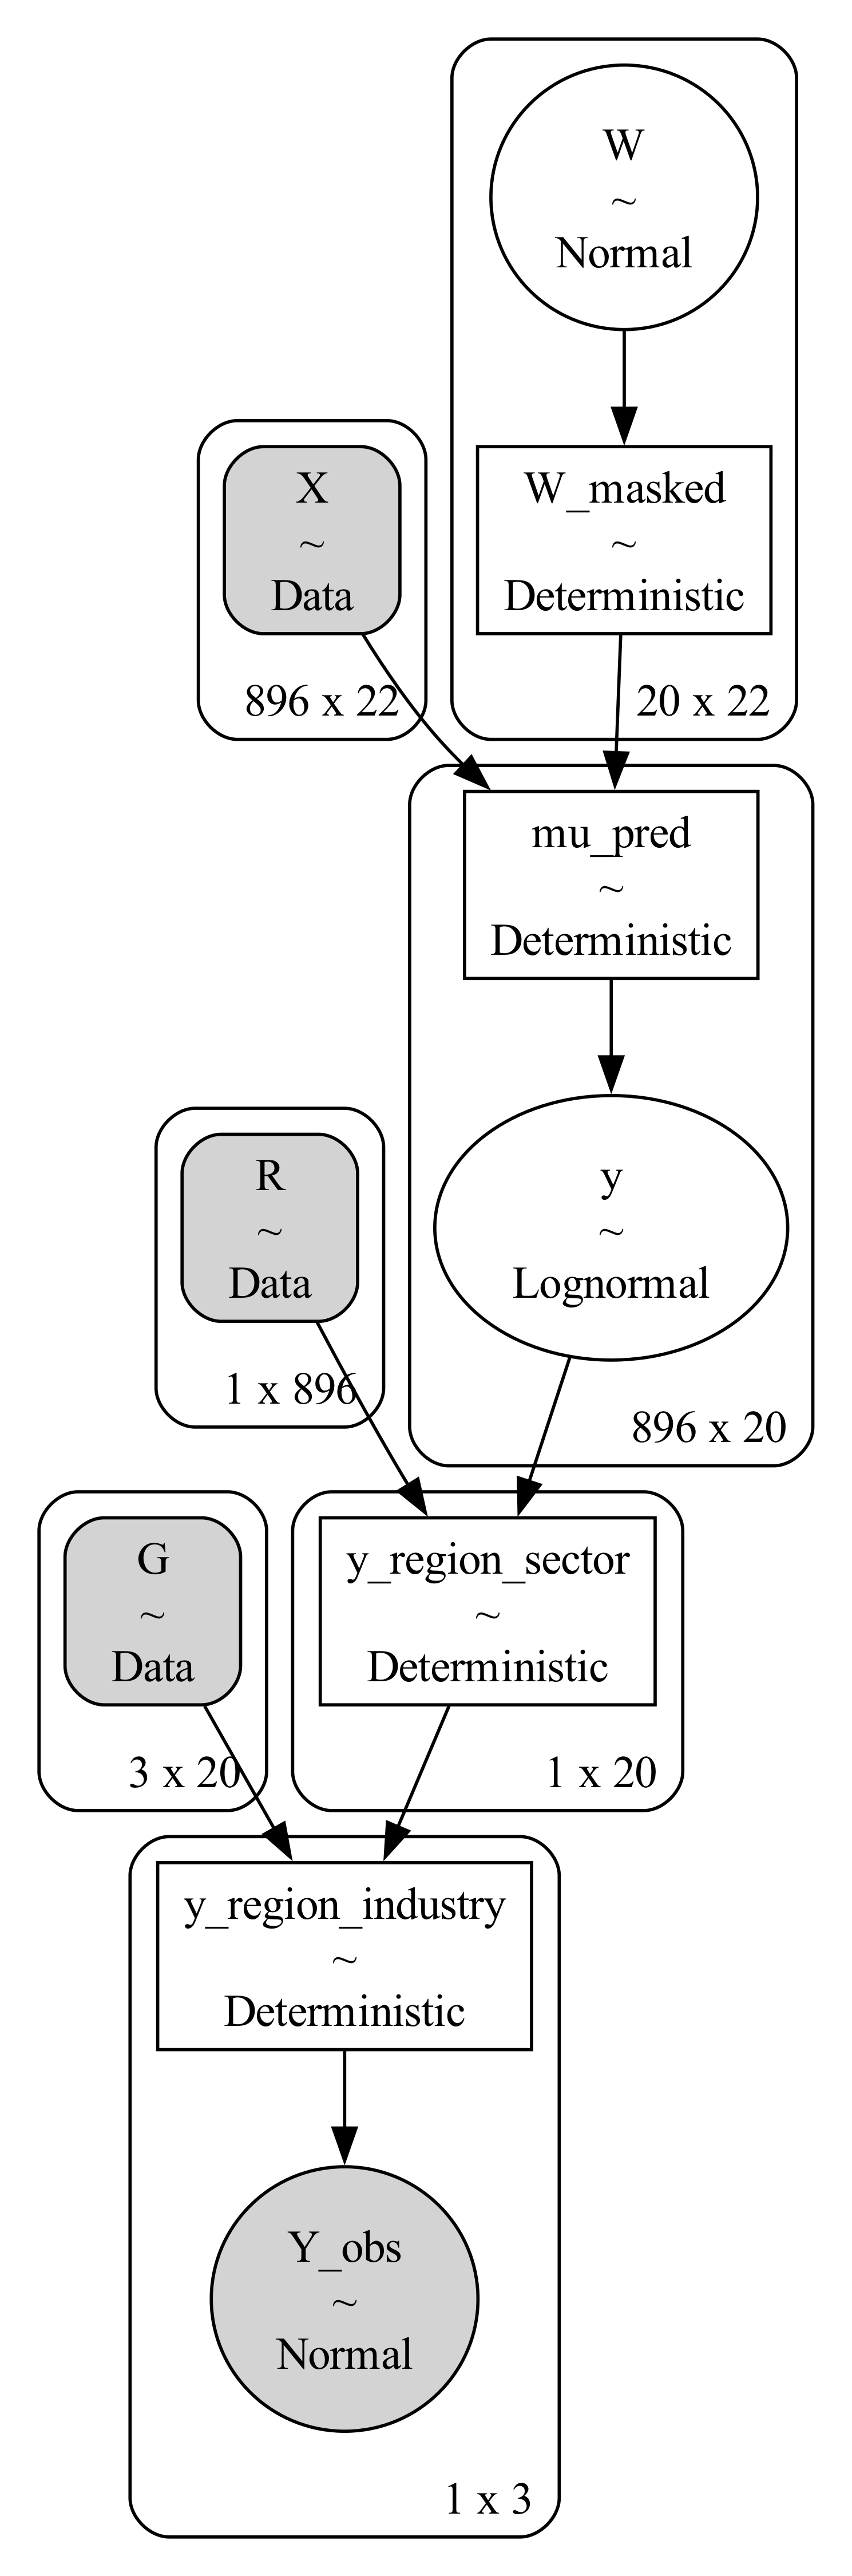 W
~
Normal
W_masked
~
Deterministic
20 x 22
X
~
Data
896 x 22
mu_pred
~
Deterministic
y
~
Lognormal
896 x 20
R
~
Data
1 x 896
y_region_sector
~
Deterministic
1 x 20
G
~
Data
3 x 20
y_region_industry
~
Deterministic
Y_obs
~
Normal
1 x 3